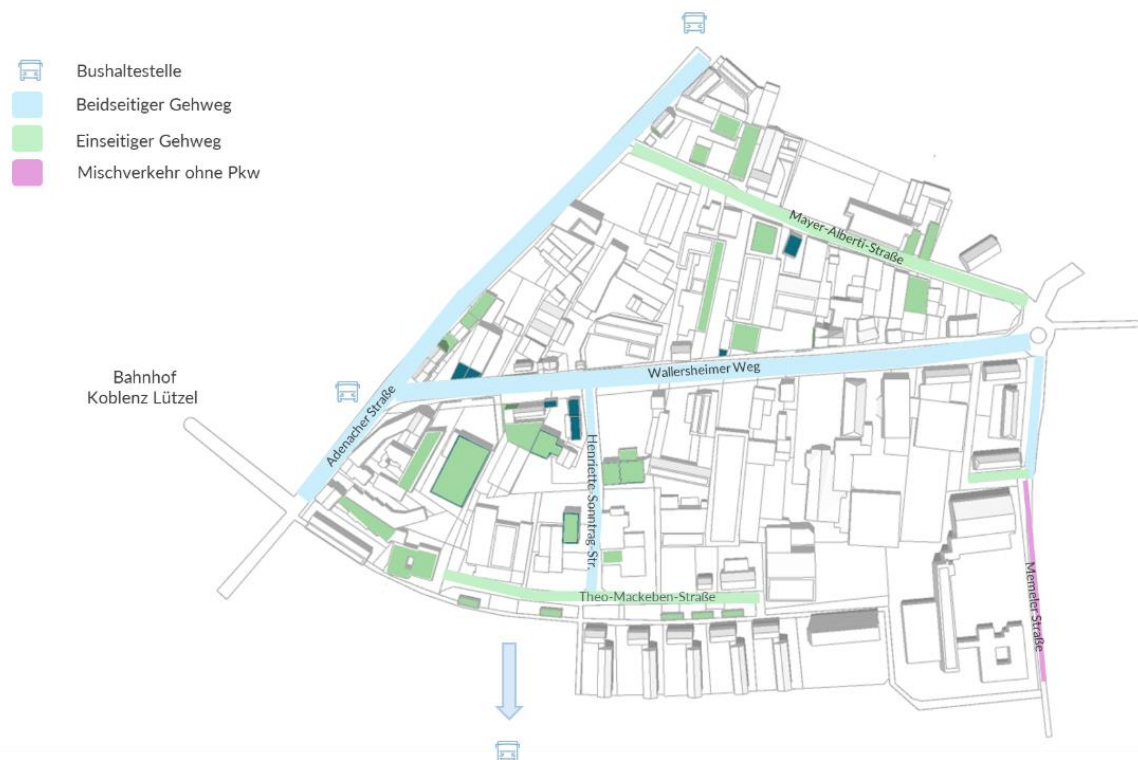 Bushaltestelle
Beidseitiger Gehweg
Einseitiger Gehweg
Mischverkehr ohne Pkw
Mayer-Alberti-Straße
Wallersheimer Weg
Bahnhof
Koblenz Lützel
Adenacher Straße
Henriette-Sonntrag-Str.
Theo-Mackeben-Straße
Memeler Straße